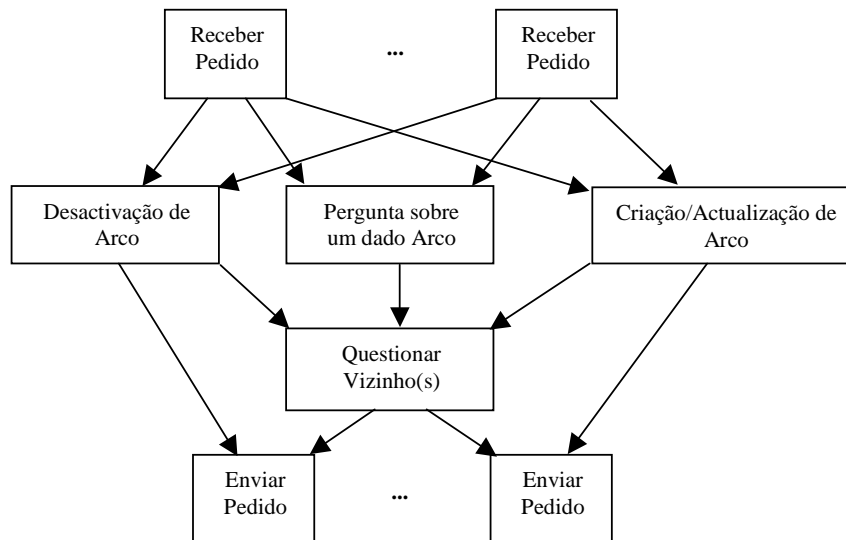 Receber
Pedido
...
Receber
Pedido
Desactivação de
Arco
Pergunta sobre
um dado Arco
Criação/Actualização de
Arco
Questionar
Vizinho(s)
Enviar
Pedido
...
Enviar
Pedido